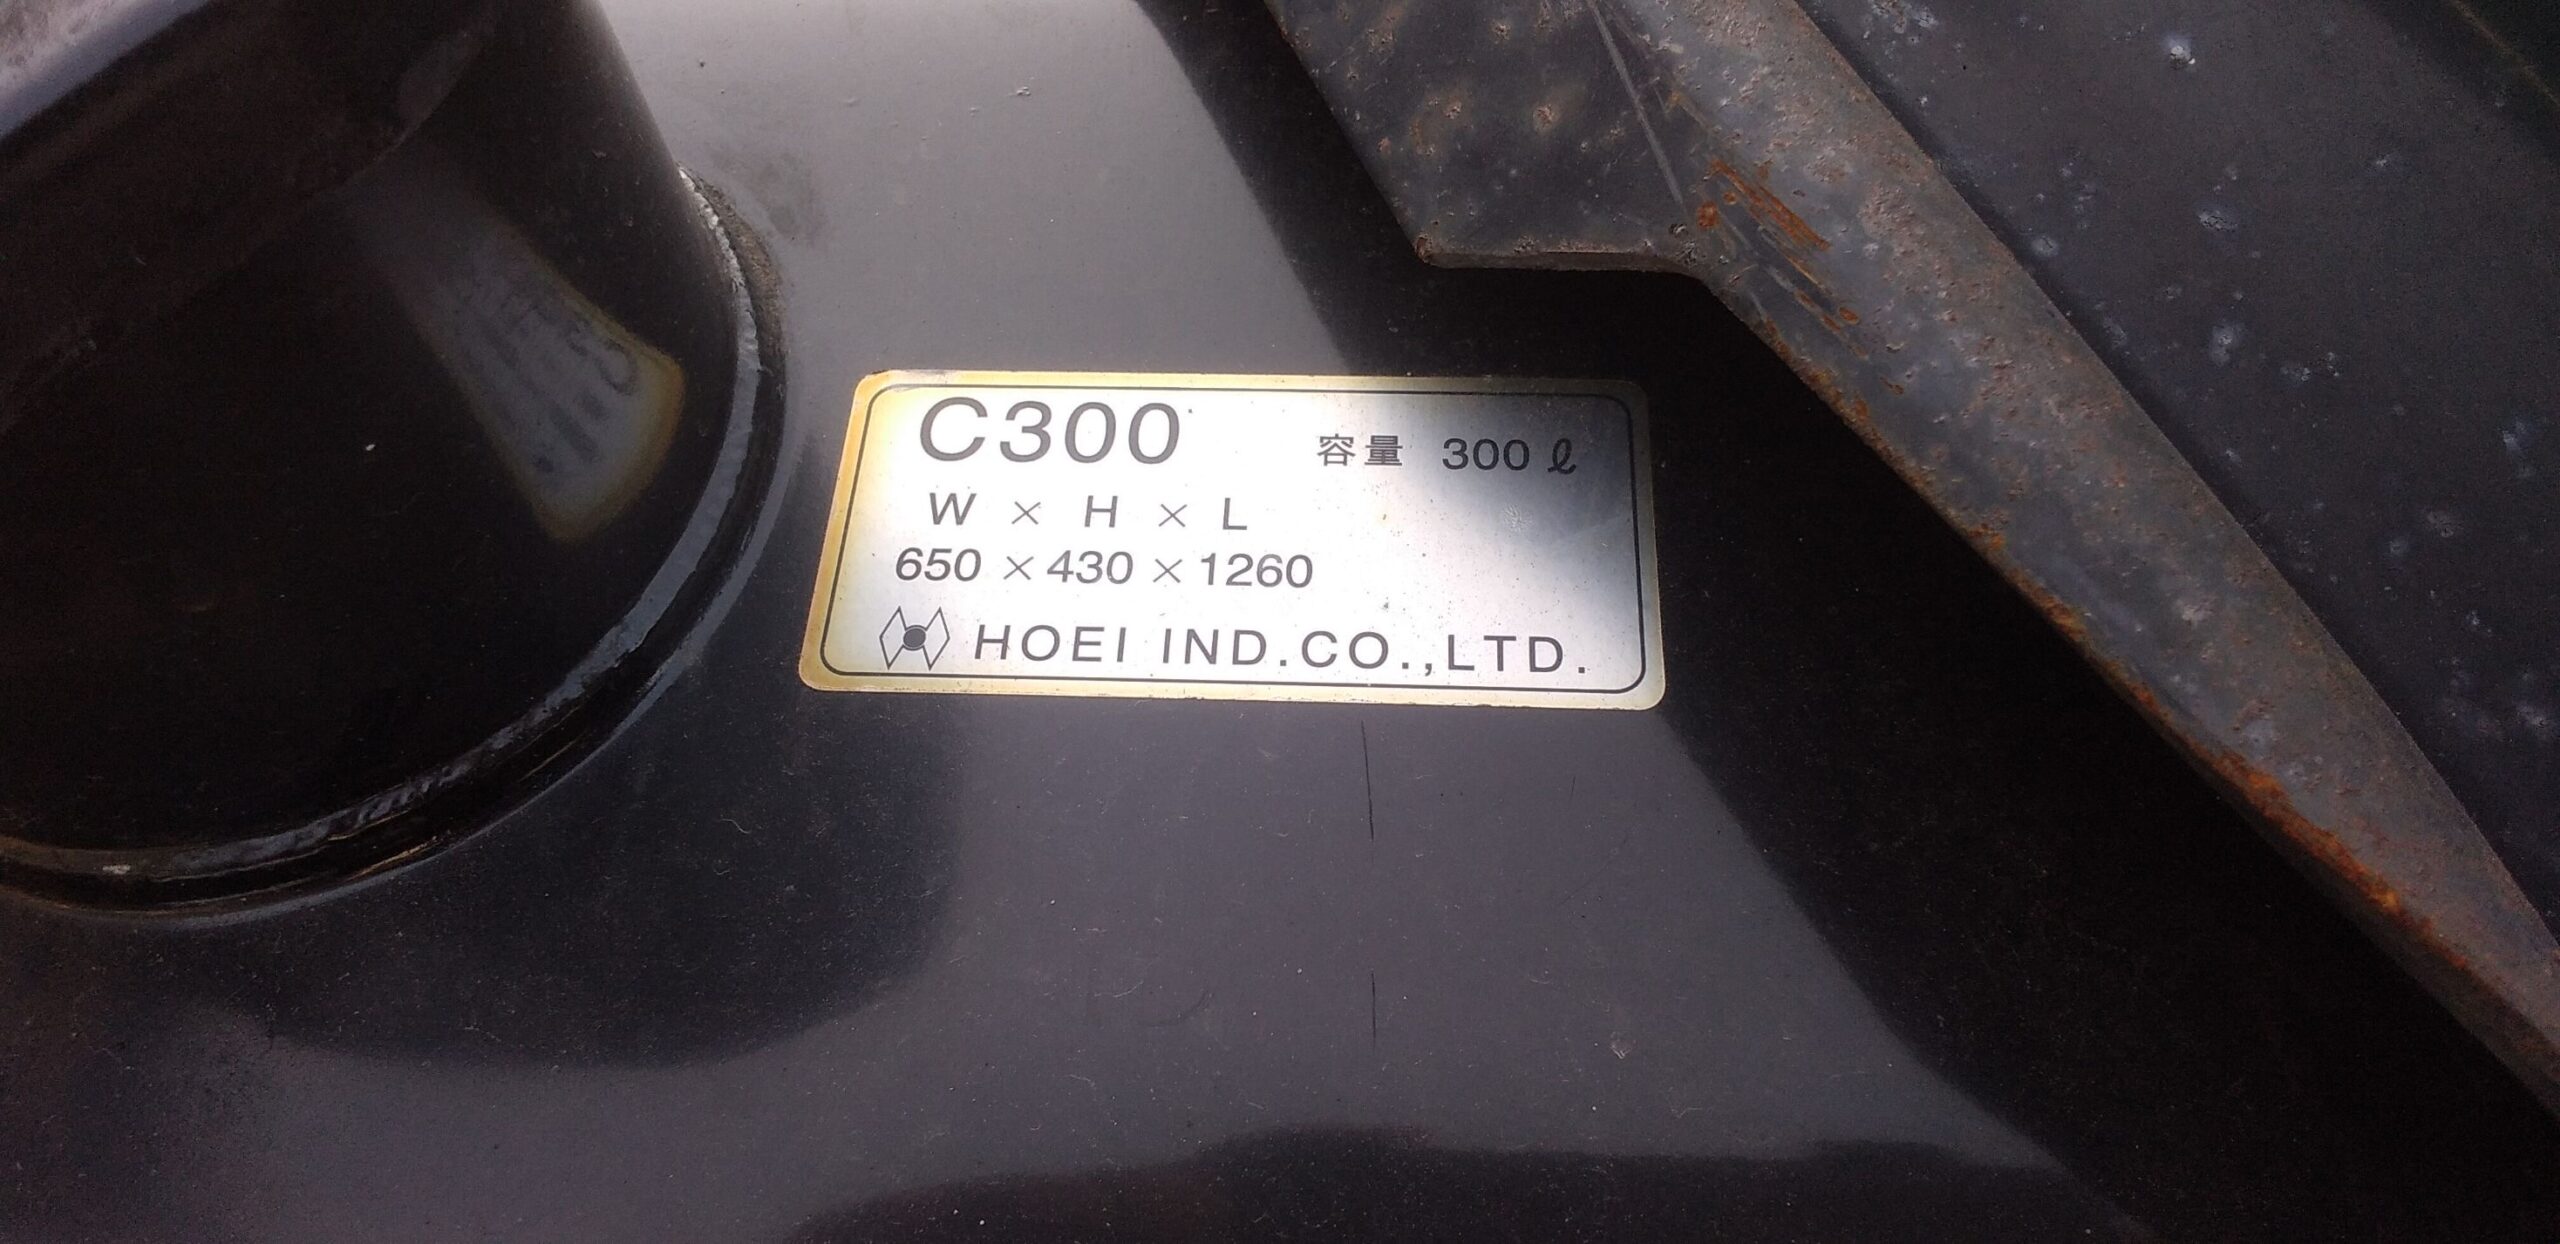 C300 容量 300ℓ
W × H × L
650 × 430 × 1260
HOEI IND.CO.,LTD.